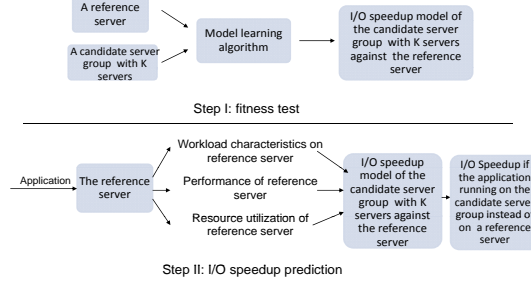 A reference
server
A candidate server
group with K
servers
Model learning
algorithm
I/O speedup model of
the candidate server
group with K servers
against the reference
server
Step I: fitness test
Application
The reference
server
Workload characteristics on
reference server
Performance of reference
server
Resource utilization of
reference server
I/O speedup
model of the
candidate server
group with K
servers against
the reference
server
I/O Speedup if
the application
running on the
candidate server
group instead of
on a reference
server
Step II: I/O speedup prediction